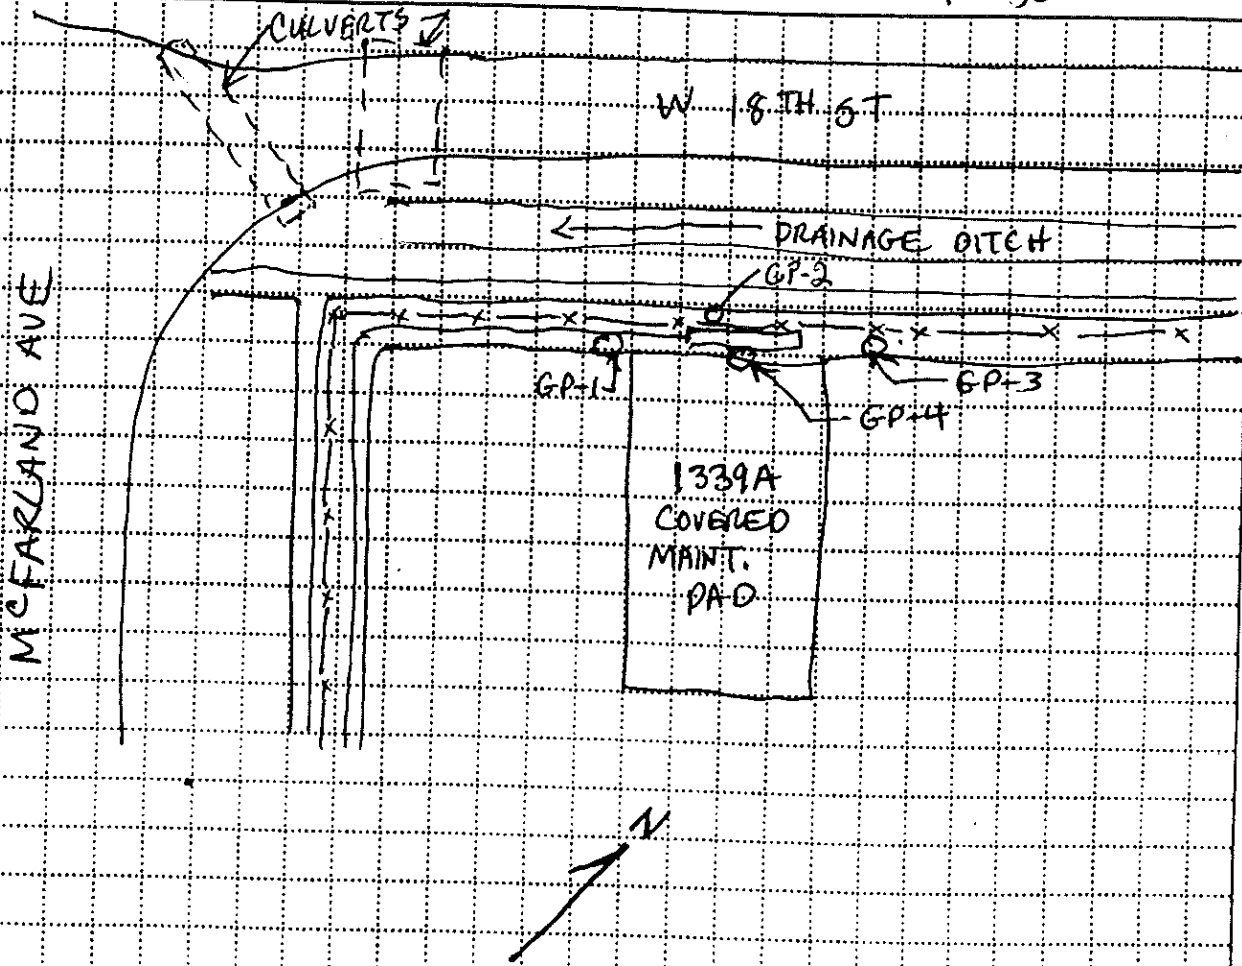 CULVERTS
W 18TH ST
DRAINAGE DITCH
GP-2
GP-1
GP-3
GP-4
MCFARLAND AVE
1339A
COVERED
MAINT.
PAD
N